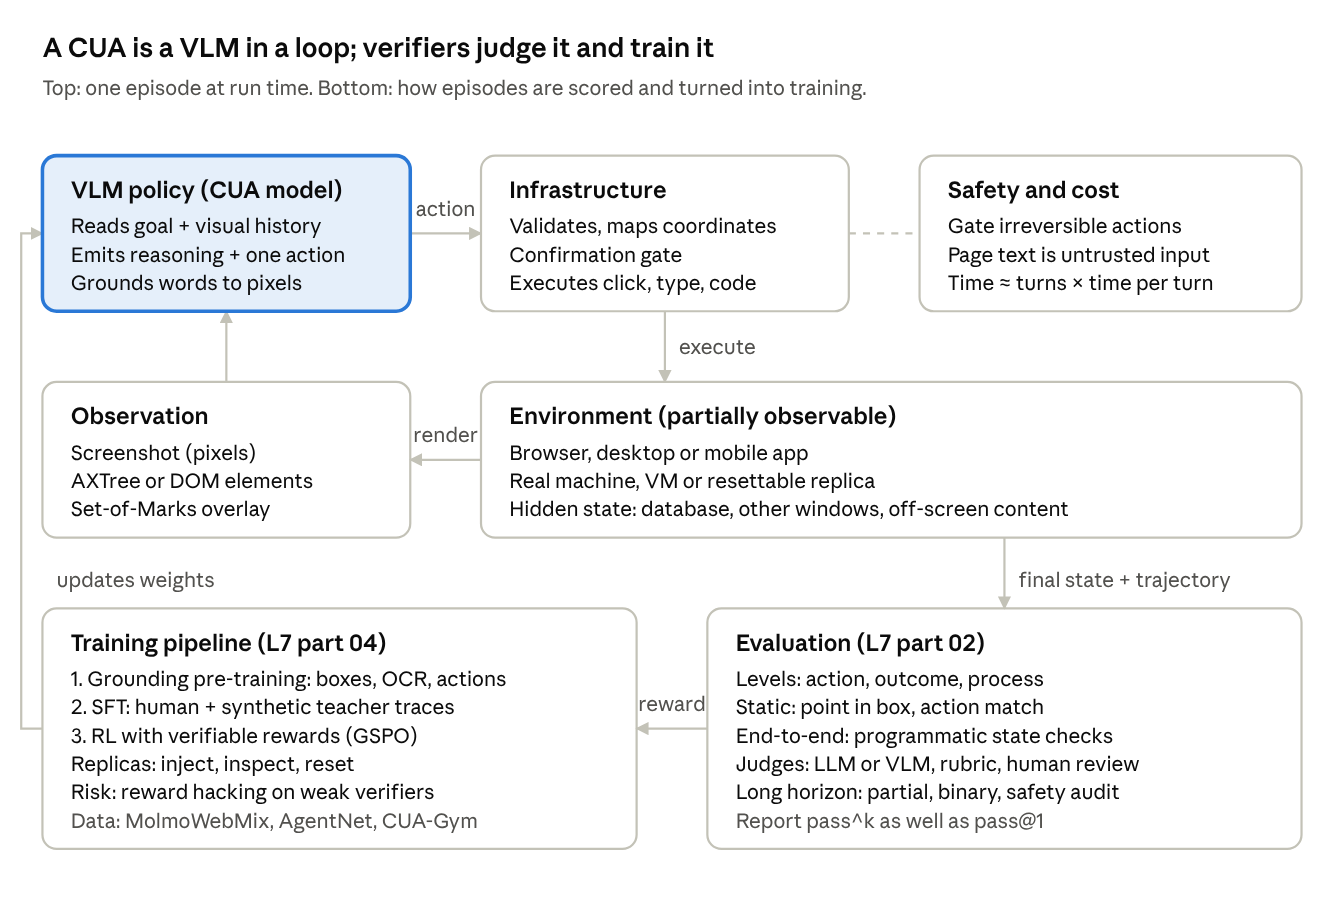 A CUA is a VLM in a loop; verifiers judge it and train it
Top: one episode at run time. Bottom: how episodes are scored and turned into training.
VLM policy (CUA model)
Reads goal + visual history
Emits reasoning + one action
Grounds words to pixels
action
Infrastructure
Validates, maps coordinates
Confirmation gate
Executes click, type, code
Safety and cost
Gate irreversible actions
Page text is untrusted input
Time ≈ turns × time per turn
execute
Observation
Screenshot (pixels)
AXTree or DOM elements
Set-of-Marks overlay
render
Environment (partially observable)
Browser, desktop or mobile app
Real machine, VM or resettable replica
Hidden state: database, other windows, off-screen content
updates weights
final state + trajectory
Training pipeline (L7 part 04)
1. Grounding pre-training: boxes, OCR, actions
2. SFT: human + synthetic teacher traces
3. RL with verifiable rewards (GSPO)
Replicas: inject, inspect, reset
Risk: reward hacking on weak verifiers
Data: MolmoWebMix, AgentNet, CUA-Gym
reward
Evaluation (L7 part 02)
Levels: action, outcome, process
Static: point in box, action match
End-to-end: programmatic state checks
Judges: LLM or VLM, rubric, human review
Long horizon: partial, binary, safety audit
Report pass^k as well as pass@1